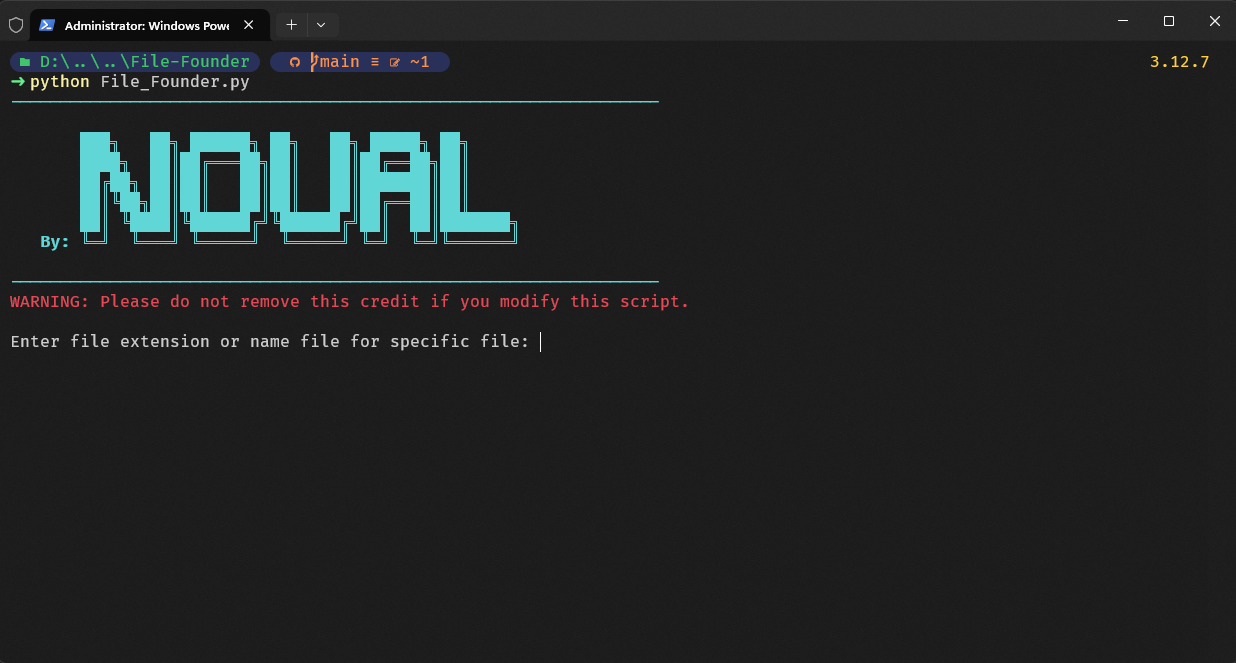 Administrator: Windows Powe
D:\..\..\File-Founder main ≡ ~1 3.12.7
→ python File_Founder.py
NOUAL
By:
WARNING: Please do not remove this credit if you modify this script.
Enter file extension or name file for specific file: